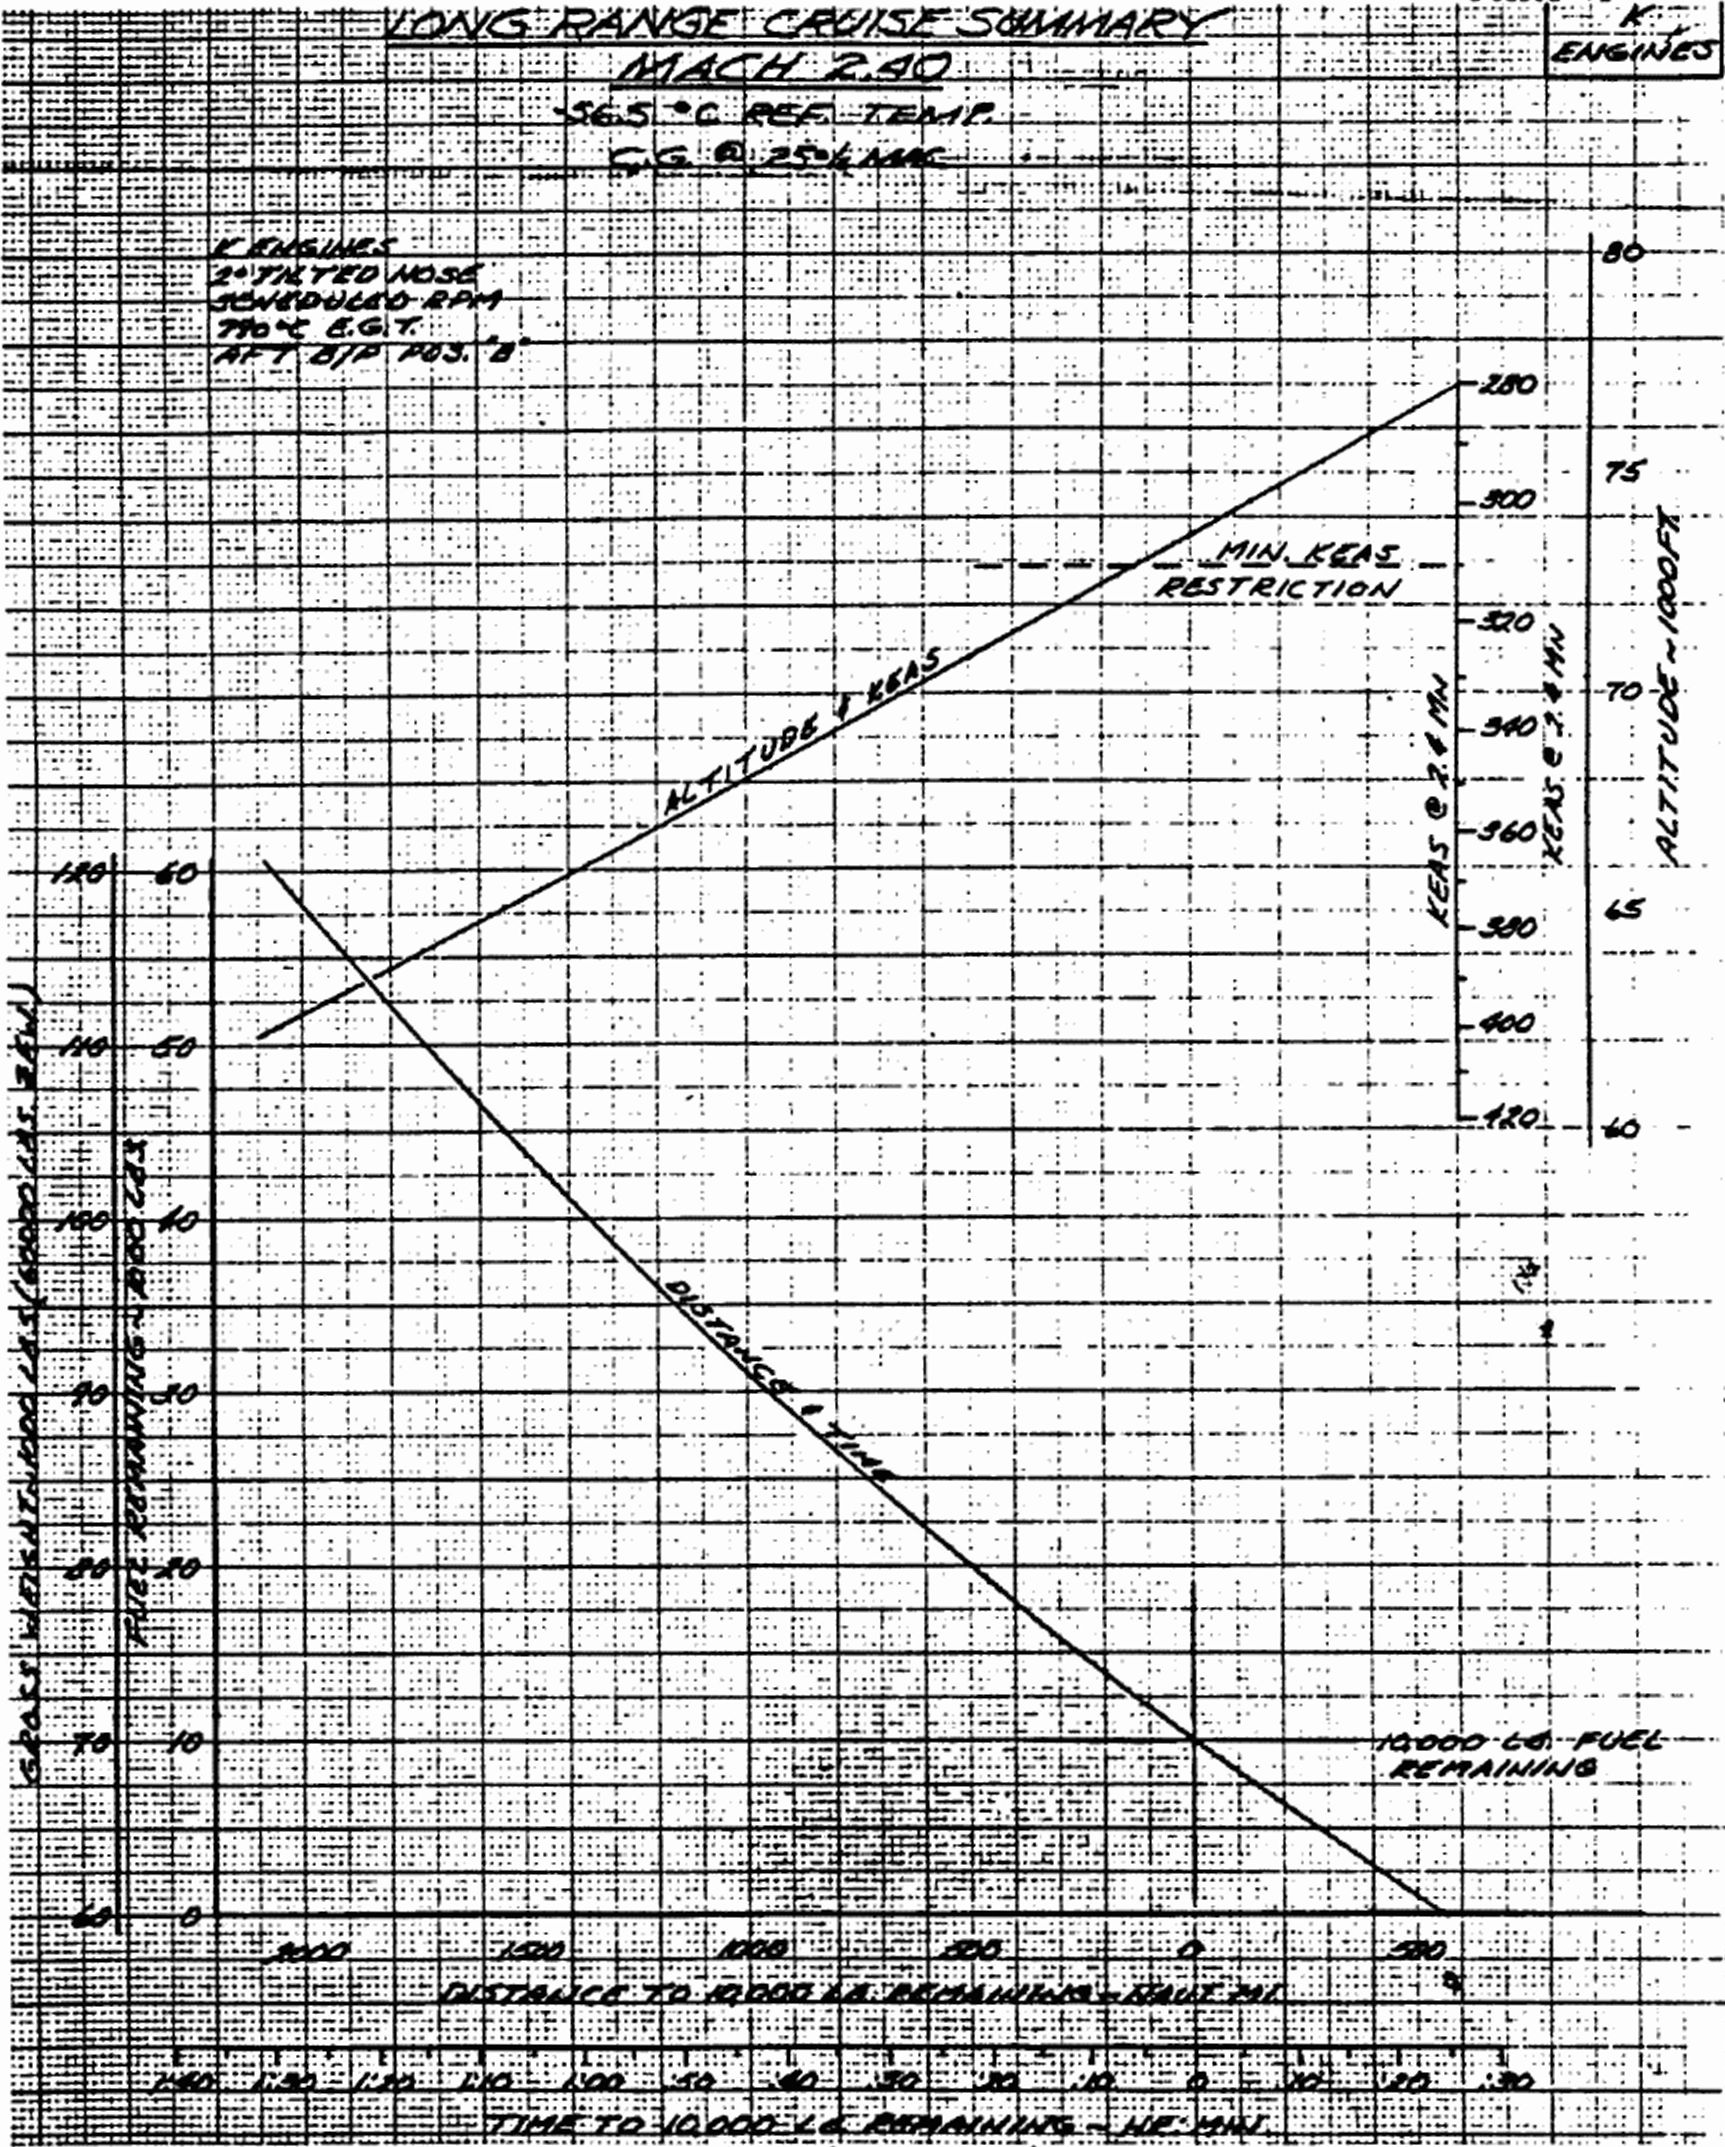 LONG RANGE CRUISE SUMMARY
MACH 2.40
-56.5 °C REF. TEMP.
C.G. @ 25% MAC
K
ENGINES
K ENGINES
2° TILTED NOSE
SCHEDULED RPM
790°C E.G.T.
AFT B/P POS. "B"
80
75
70
65
60
ALTITUDE ~ 1000 FT
280
300
320
340
360
380
400
420
KEAS @ 2.4 MN
KEAS @ 2.4 MN
MIN. KEAS
RESTRICTION
ALTITUDE & KEAS
120
110
100
90
80
70
60
GROSS WEIGHT ~ 1000 LBS (60000 LBS. Z.F.W.)
60
50
40
30
20
10
0
FUEL REMAINING ~ 1000 LBS
DISTANCE & TIME
10,000 LB. FUEL
REMAINING
2000 1500 1000 500 0 500
DISTANCE TO 10,000 LB. REMAINING ~ NAUT. MI.
1:40 1:30 1:20 1:10 1:00 :50 :40 :30 :20 :10 0 :10 :20 :30
TIME TO 10,000 LB. REMAINING ~ HR: MIN.